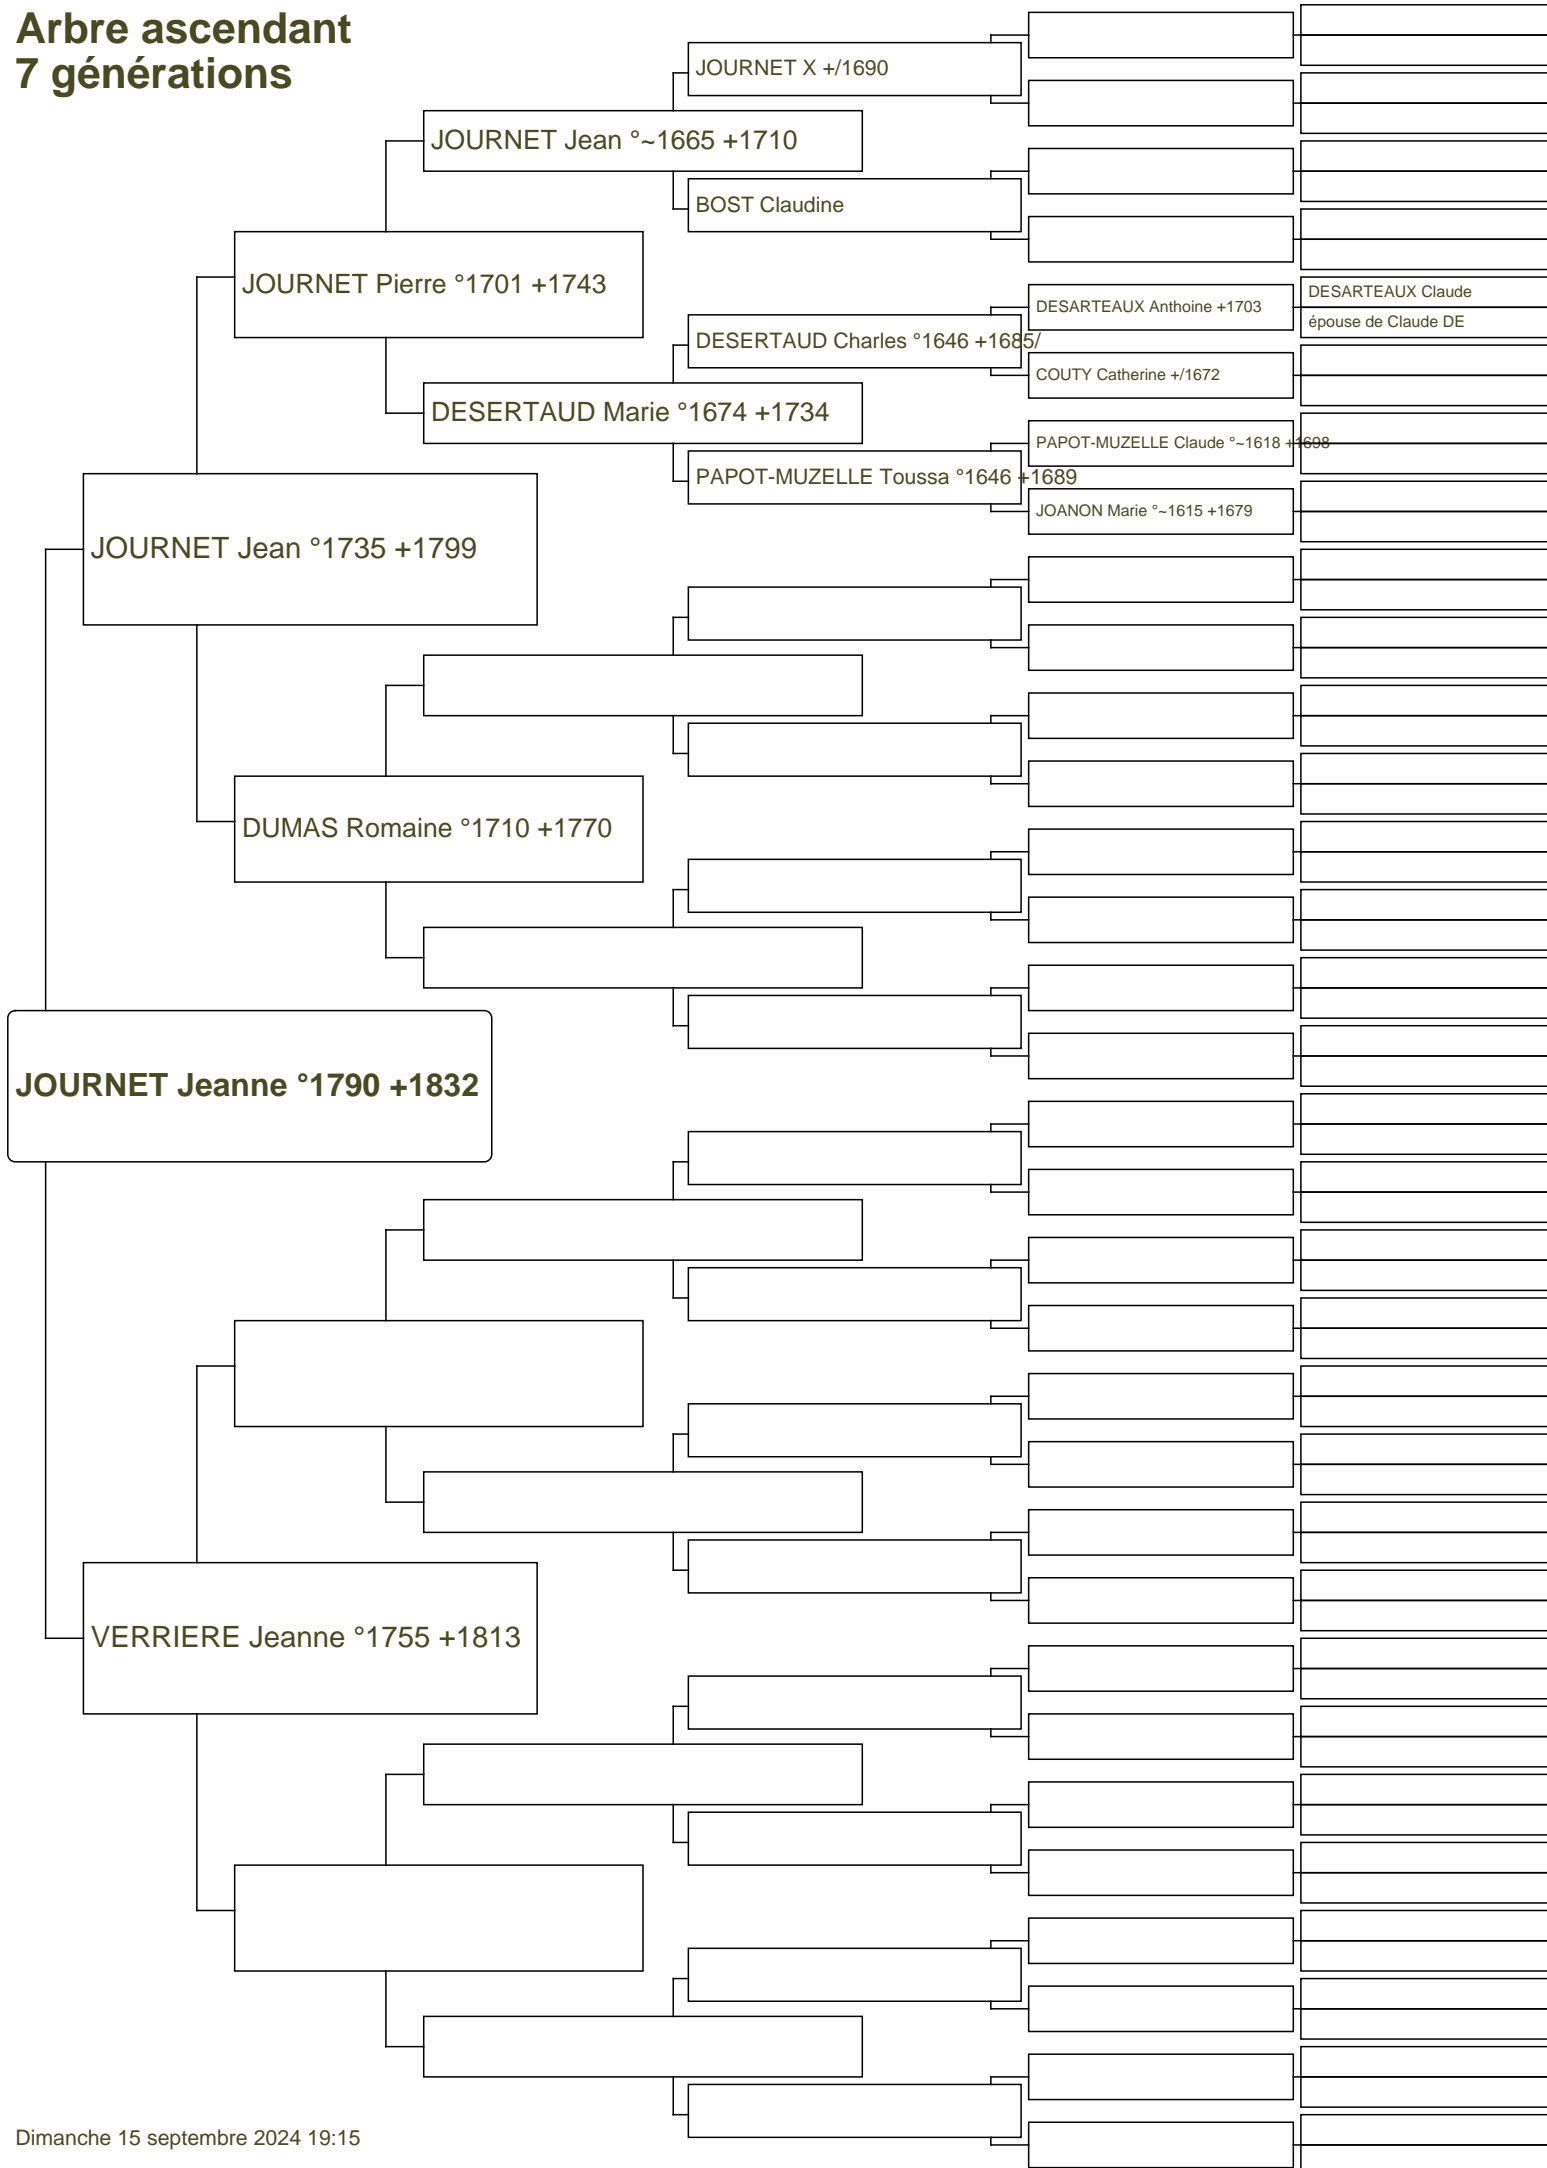 Arbre ascendant
7 générations
JOURNET X +/1690
JOURNET Jean °~1665 +1710
BOST Claudine
JOURNET Pierre °1701 +1743
DESARTEAUX Claude
DESARTEAUX Anthoine +1703
épouse de Claude DE
DESERTAUD Charles °1646 +1685/
COUTY Catherine +/1672
DESERTAUD Marie °1674 +1734
PAPOT-MUZELLE Claude °~1618 +1698
PAPOT-MUZELLE Toussa °1646 +1689
JOANON Marie °~1615 +1679
JOURNET Jean °1735 +1799
DUMAS Romaine °1710 +1770
JOURNET Jeanne °1790 +1832
VERRIERE Jeanne °1755 +1813
Dimanche 15 septembre 2024 19:15